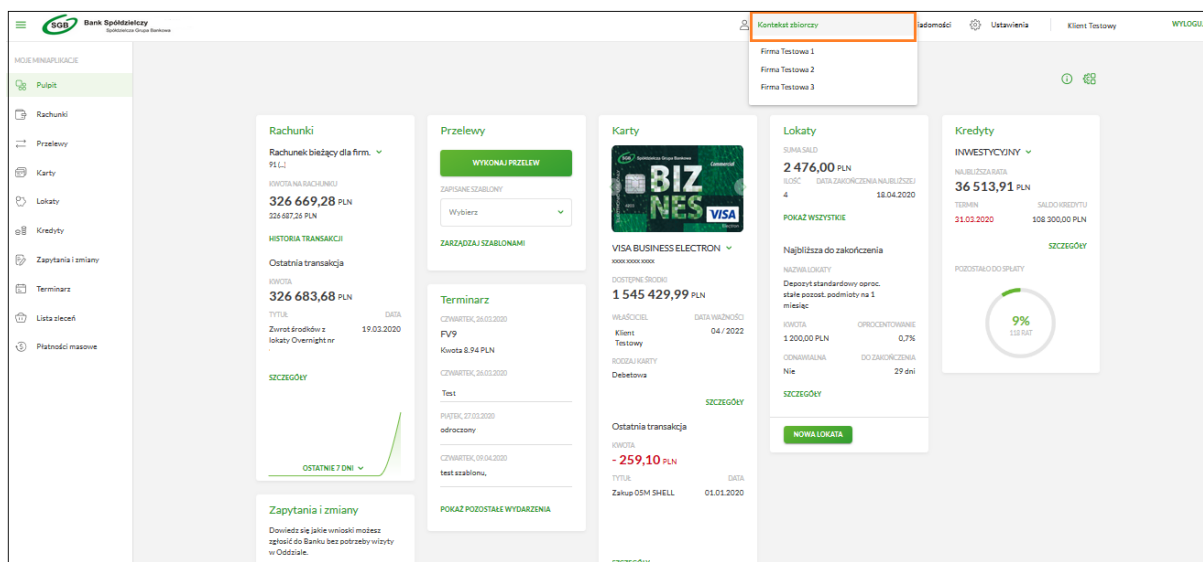 SGB
Bank Spółdzielczy
Spółdzielcza Grupa Bankowa
Kontekst zbiorczy
iadomości
Ustawienia
Klient Testowy
WYLOGUJ
Firma Testowa 1
Firma Testowa 2
Firma Testowa 3
MOJE MINIAPLIKACJE
Pulpit
Rachunki
Przelewy
Karty
Lokaty
Kredyty
Zapytania i zmiany
Terminarz
Lista zleceń
Płatności masowe
Rachunki
Rachunek bieżący dla firm.
91 (...)
KWOTA NA RACHUNKU
326 669,28 PLN
326 687,26 PLN
HISTORIA TRANSAKCJI
Ostatnia transakcja
KWOTA
326 683,68 PLN
TYTUŁ DATA
Zwrot środków z 19.03.2020
lokaty Overnight nr
SZCZEGÓŁY
OSTATNIE 7 DNI
Zapytania i zmiany
Dowiedz się jakie wnioski możesz
zgłosić do Banku bez potrzeby wizyty
w Oddziale.
Przelewy
WYKONAJ PRZELEW
ZAPISANE SZABLONY
Wybierz
ZARZĄDZAJ SZABLONAMI
Terminarz
CZWARTEK, 26.03.2020
FV9
Kwota 8.94 PLN
CZWARTEK, 26.03.2020
Test
PIĄTEK, 27.03.2020
odroczony
CZWARTEK, 09.04.2020
test szablonu,
POKAŻ POZOSTAŁE WYDARZENIA
Karty
SGB Spółdzielcza Grupa Bankowa
Commercial
BIZ
NES
VISA
Electron
VISA BUSINESS ELECTRON
xxxx xxxx xxxx
DOSTĘPNE ŚRODKI
1 545 429,99 PLN
WŁAŚCICIEL DATA WAŻNOŚCI
Klient 04 / 2022
Testowy
RODZAJ KARTY
Debetowa
SZCZEGÓŁY
Ostatnia transakcja
KWOTA
- 259,10 PLN
TYTUŁ DATA
Zakup 05M SHELL 01.01.2020
SZCZEGÓŁY
Lokaty
SUMA SALD
2 476,00 PLN
ILOŚĆ DATA ZAKOŃCZENIA NAJBLIŻSZEJ
4 18.04.2020
POKAŻ WSZYSTKIE
Najbliższa do zakończenia
NAZWA LOKATY
Depozyt standardowy oproc.
stałe pozost. podmioty na 1
miesiąc
KWOTA OPROCENTOWANIE
1 200,00 PLN 0,7%
ODNAWIALNA DO ZAKOŃCZENIA
Nie 29 dni
SZCZEGÓŁY
NOWA LOKATA
Kredyty
INWESTYCYJNY
NAJBLIŻSZA RATA
36 513,91 PLN
TERMIN SALDO KREDYTU
31.03.2020 108 300,00 PLN
SZCZEGÓŁY
POZOSTAŁO DO SPŁATY
9%